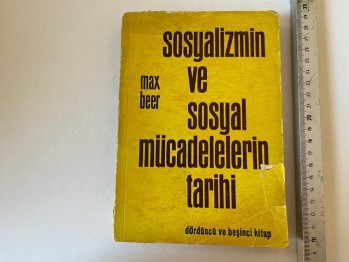 sosyalizmin
max beer
ve
sosyal
mücadelelerin
tarihi
dördüncü ve beşinci kitap